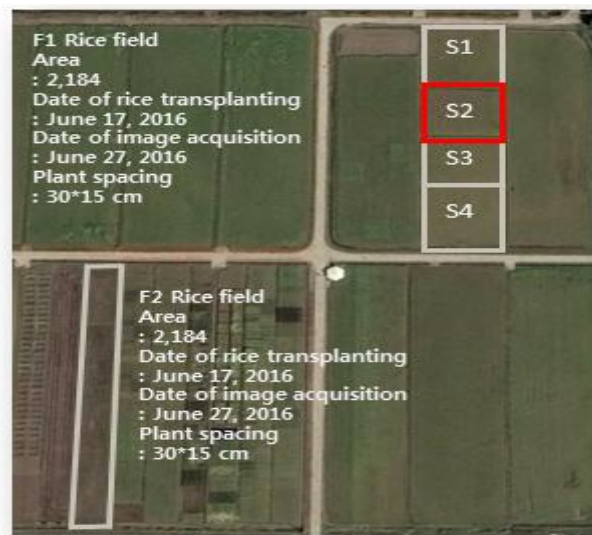 F1 Rice field
Area
: 2,184
Date of rice transplanting
: June 17, 2016
Date of image acquisition
: June 27, 2016
Plant spacing
: 30*15 cm
S1
S2
S3
S4
F2 Rice field
Area
: 2,184
Date of rice transplanting
: June 17, 2016
Date of image acquisition
: June 27, 2016
Plant spacing
: 30*15 cm